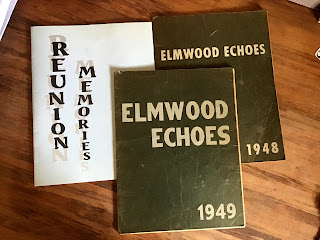 REUNION
MEMORIES
ELMWOOD ECHOES
1948
ELMWOOD
ECHOES
1949